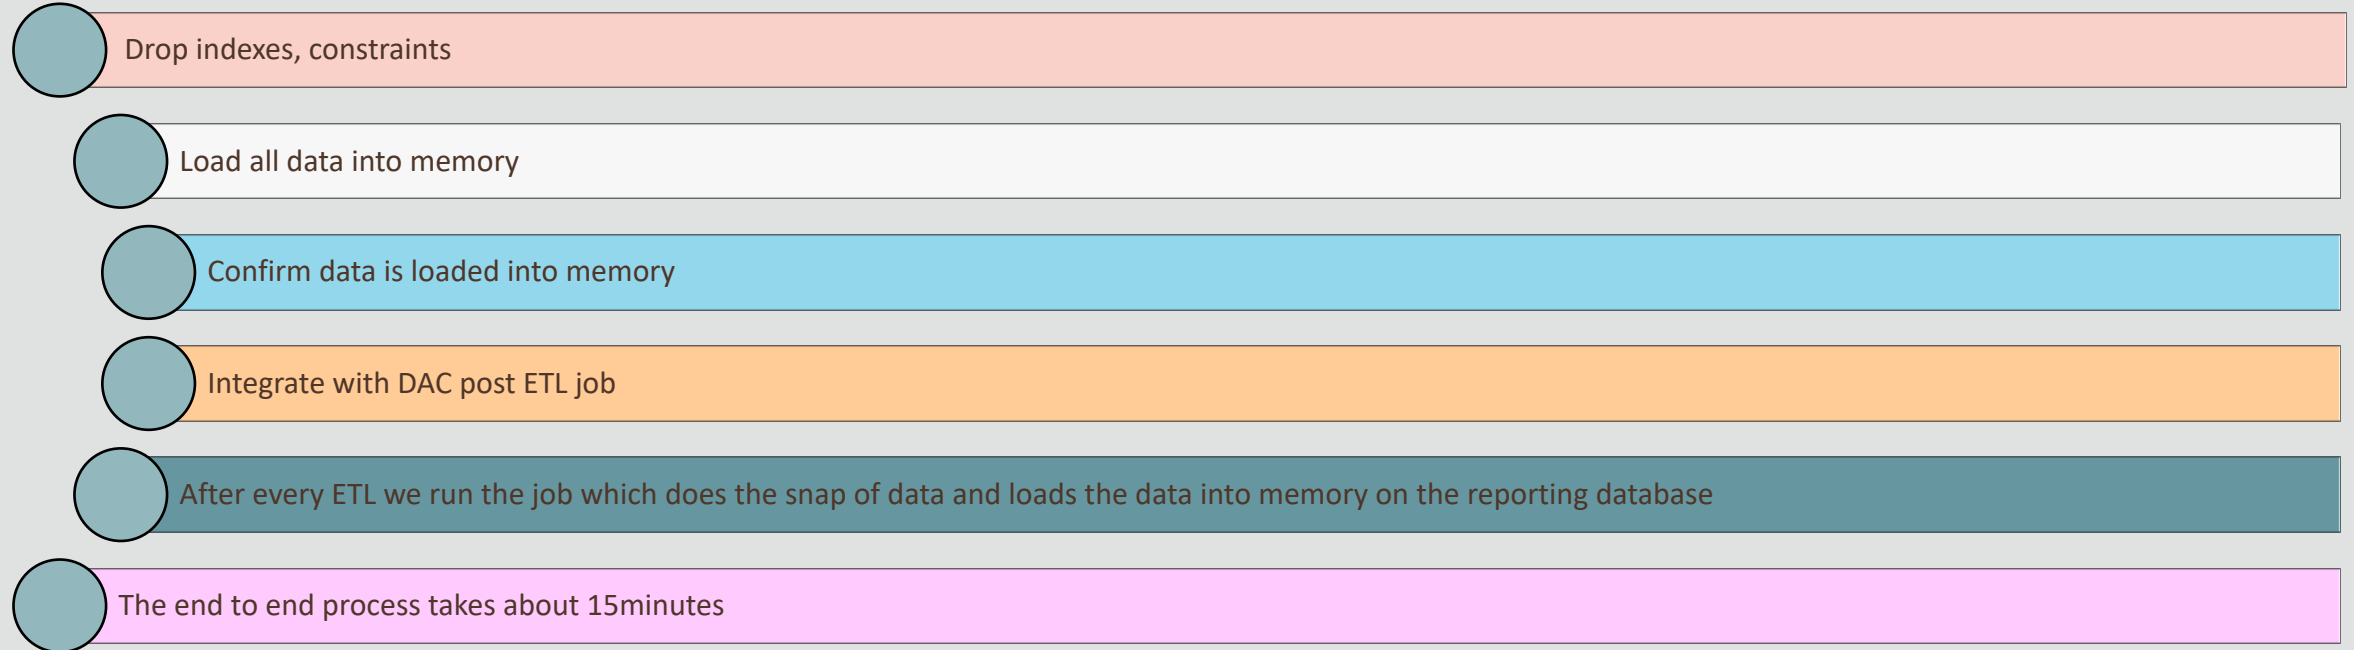 Drop indexes, constraints
Load all data into memory
Confirm data is loaded into memory
Integrate with DAC post ETL job
After every ETL we run the job which does the snap of data and loads the data into memory on the reporting database
The end to end process takes about 15minutes